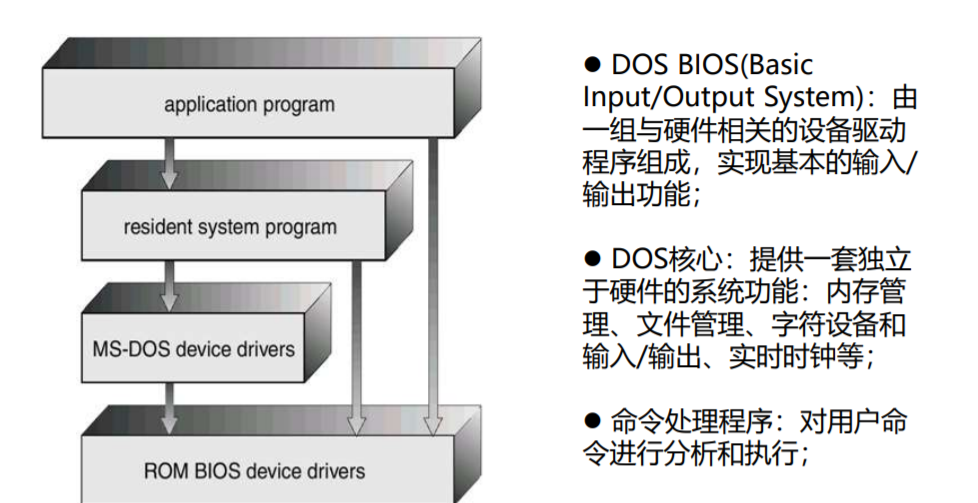 application program
resident system program
MS-DOS device drivers
ROM BIOS device drivers
● DOS BIOS(Basic
Input/Output System)：由
一组与硬件相关的设备驱动
程序组成，实现基本的输入/
输出功能；
● DOS核心：提供一套独立
于硬件的系统功能：内存管
理、文件管理、字符设备和
输入/输出、实时时钟等；
● 命令处理程序：对用户命
令进行分析和执行；